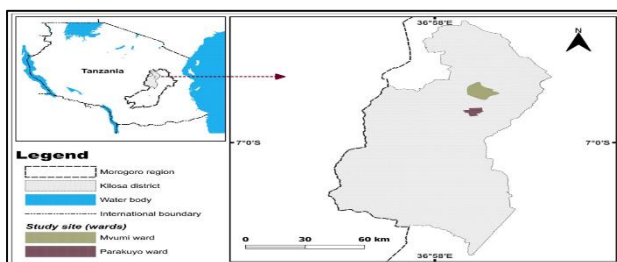 36°58'E
Tanzania
7°0'S
7°0'S
Legend
Morogoro region
Kilosa district
Water body
International boundary
Study site (wards)
Mvumi ward
Parakuyo ward
0 30 60 km
36°58'E
N